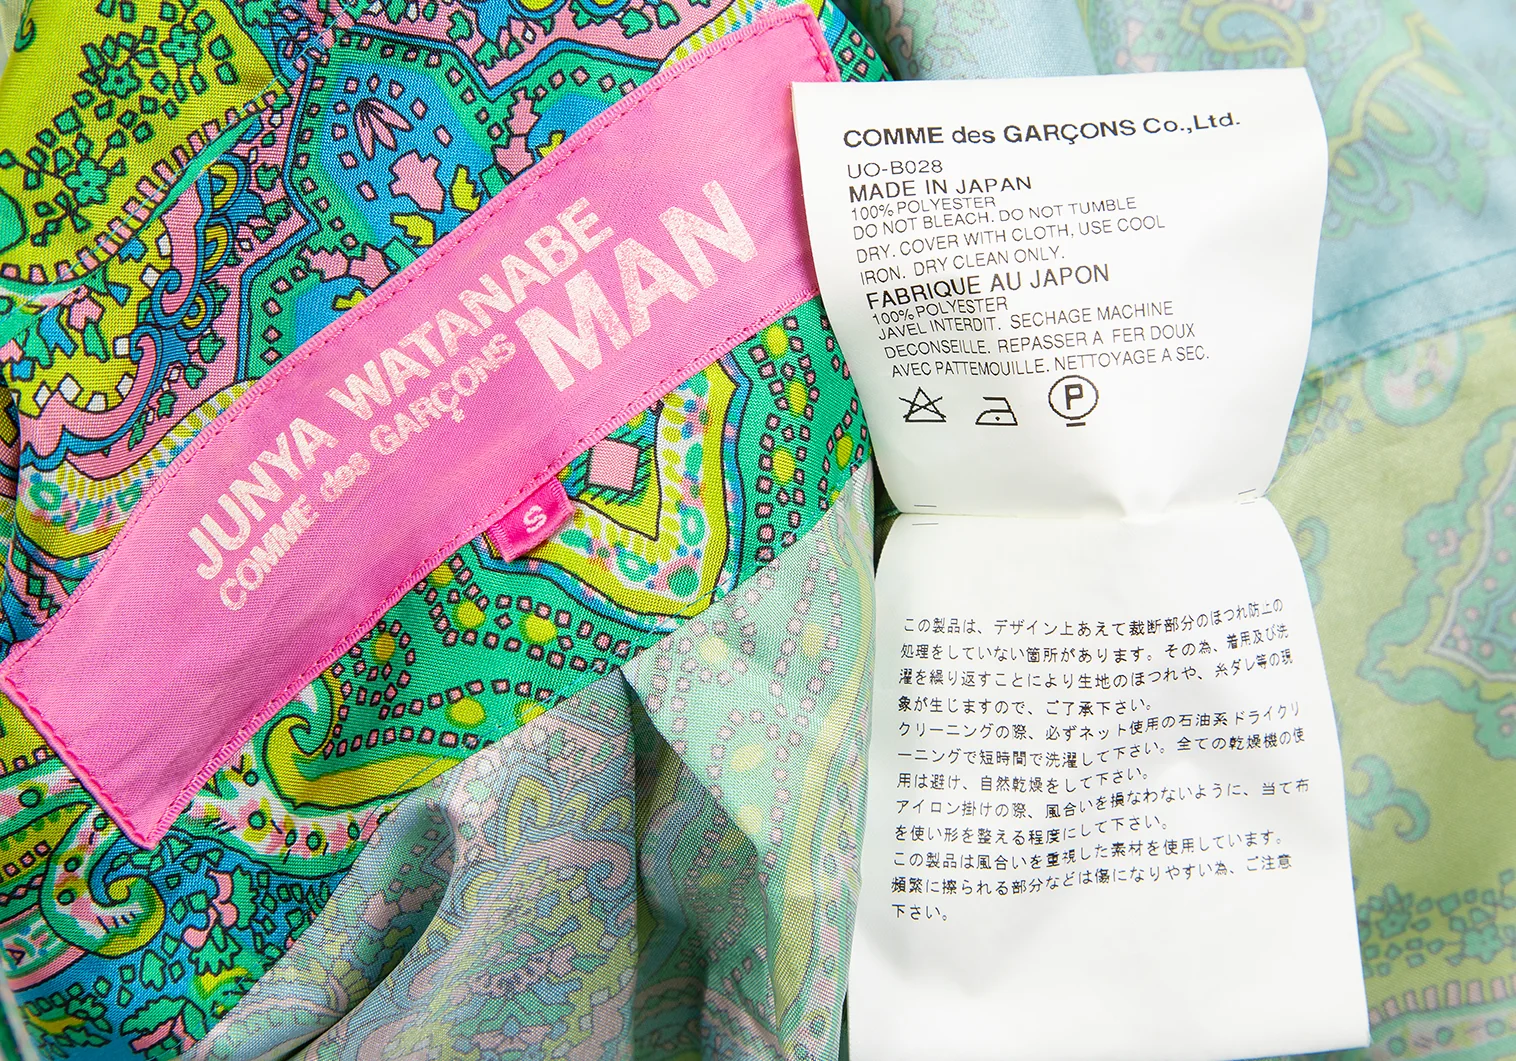 JUNYA WATANABE
COMME des GARÇONS
MAN
S
COMME des GARÇONS Co.,Ltd.
UO-B028
MADE IN JAPAN
100% POLYESTER
DO NOT BLEACH. DO NOT TUMBLE
DRY. COVER WITH CLOTH, USE COOL
IRON. DRY CLEAN ONLY.
FABRIQUE AU JAPON
100% POLYESTER
JAVEL INTERDIT. SECHAGE MACHINE
DECONSEILLE. REPASSER A FER DOUX
AVEC PATTEMOUILLE. NETTOYAGE A SEC.
P
この製品は、デザイン上あえて裁断部分のほつれ防止の
処理をしていない箇所があります。その為、着用及び洗
濯を繰り返すことにより生地のほつれや、糸ダレ等の現
象が生じますので、ご了承下さい。
クリーニングの際、必ずネット使用の石油系ドライクリ
ーニングで短時間で洗濯して下さい。全ての乾燥機の使
用は避け、自然乾燥をして下さい。
アイロン掛けの際、風合いを損なわないように、当て布
を使い形を整える程度にして下さい。
この製品は風合いを重視した素材を使用しています。
頻繁に擦られる部分などは傷になりやすい為、ご注意
下さい。